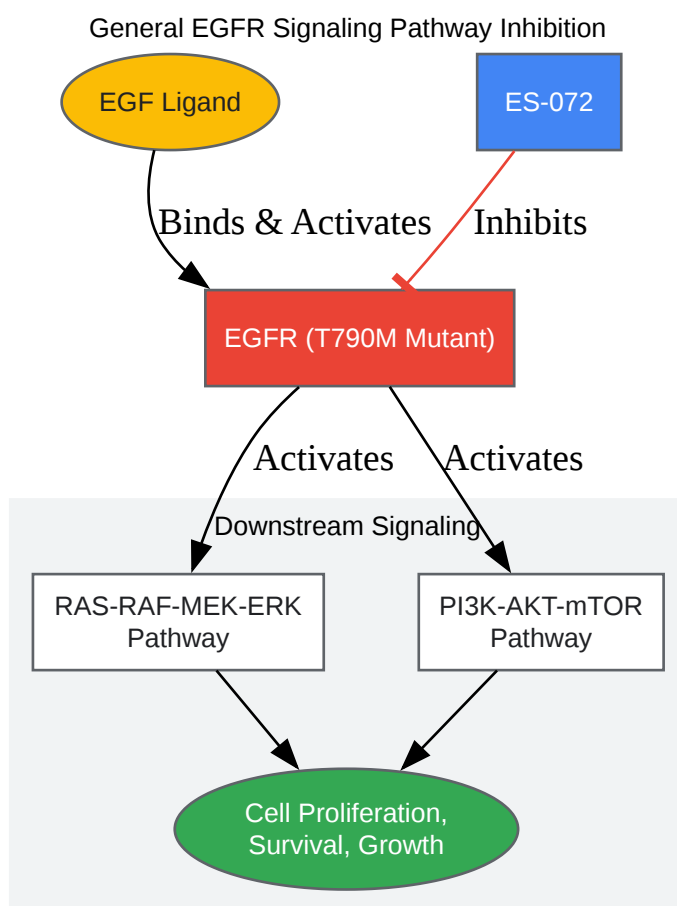 General EGFR Signaling Pathway Inhibition
EGF Ligand
ES-072
Binds & Activates
Inhibits
EGFR (T790M Mutant)
Activates
Activates
Downstream Signaling
RAS-RAF-MEK-ERK
Pathway
PI3K-AKT-mTOR
Pathway
Cell Proliferation,
Survival, Growth